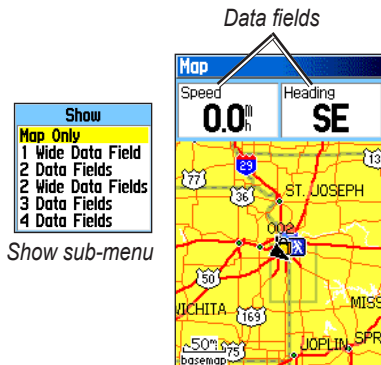 Data fields
Map
Speed
Heading
0.0 m h
SE
Show
Map Only
1 Wide Data Field
2 Data Fields
2 Wide Data Fields
3 Data Fields
4 Data Fields
Show sub-menu
29
13
77
36
ST. JOSEPH
002
50
WICHITA
169
MISS
50m
75
JOPLIN
SPR
basemap